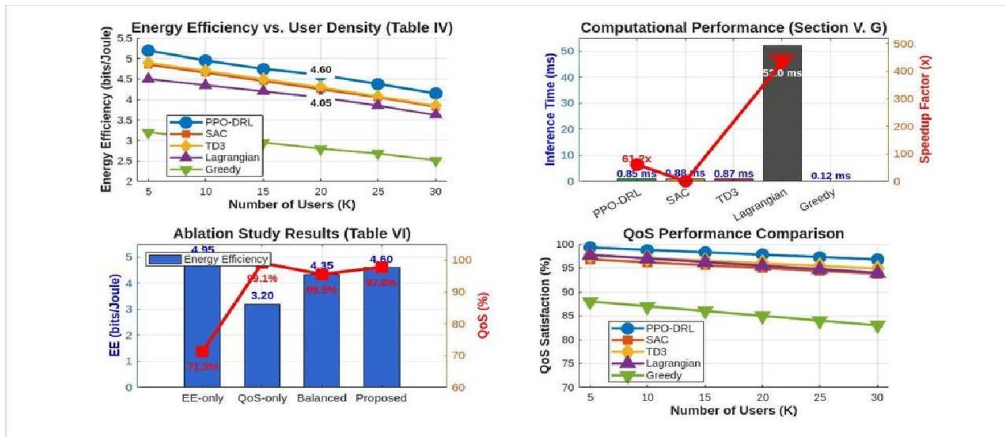 Energy Efficiency vs. User Density (Table IV)
Energy Efficiency (bits/Joule)
5.5
5
4.5
4
3.5
3
2.5
2
4.60
4.05
PPO-DRL
SAC
TD3
Lagrangian
Greedy
5 10 15 20 25 30
Number of Users (K)
Computational Performance (Section V. G)
Inference Time (ms)
50
40
30
20
10
0
61.2x
0.85 ms
0.88 ms
0.87 ms
52.0 ms
0.12 ms
500
400
300
200
100
0
Speedup Factor (x)
PPO-DRL SAC TD3 Lagrangian Greedy
Ablation Study Results (Table VI)
EE (bits/Joule)
5
4
3
2
1
0
Energy Efficiency
4.95
3.20
4.35
4.60
71.3%
99.1%
95.5%
97.8%
100
90
80
70
60
QoS (%)
EE-only QoS-only Balanced Proposed
QoS Performance Comparison
QoS Satisfaction (%)
100
95
90
85
80
75
70
PPO-DRL
SAC
TD3
Lagrangian
Greedy
5 10 15 20 25 30
Number of Users (K)